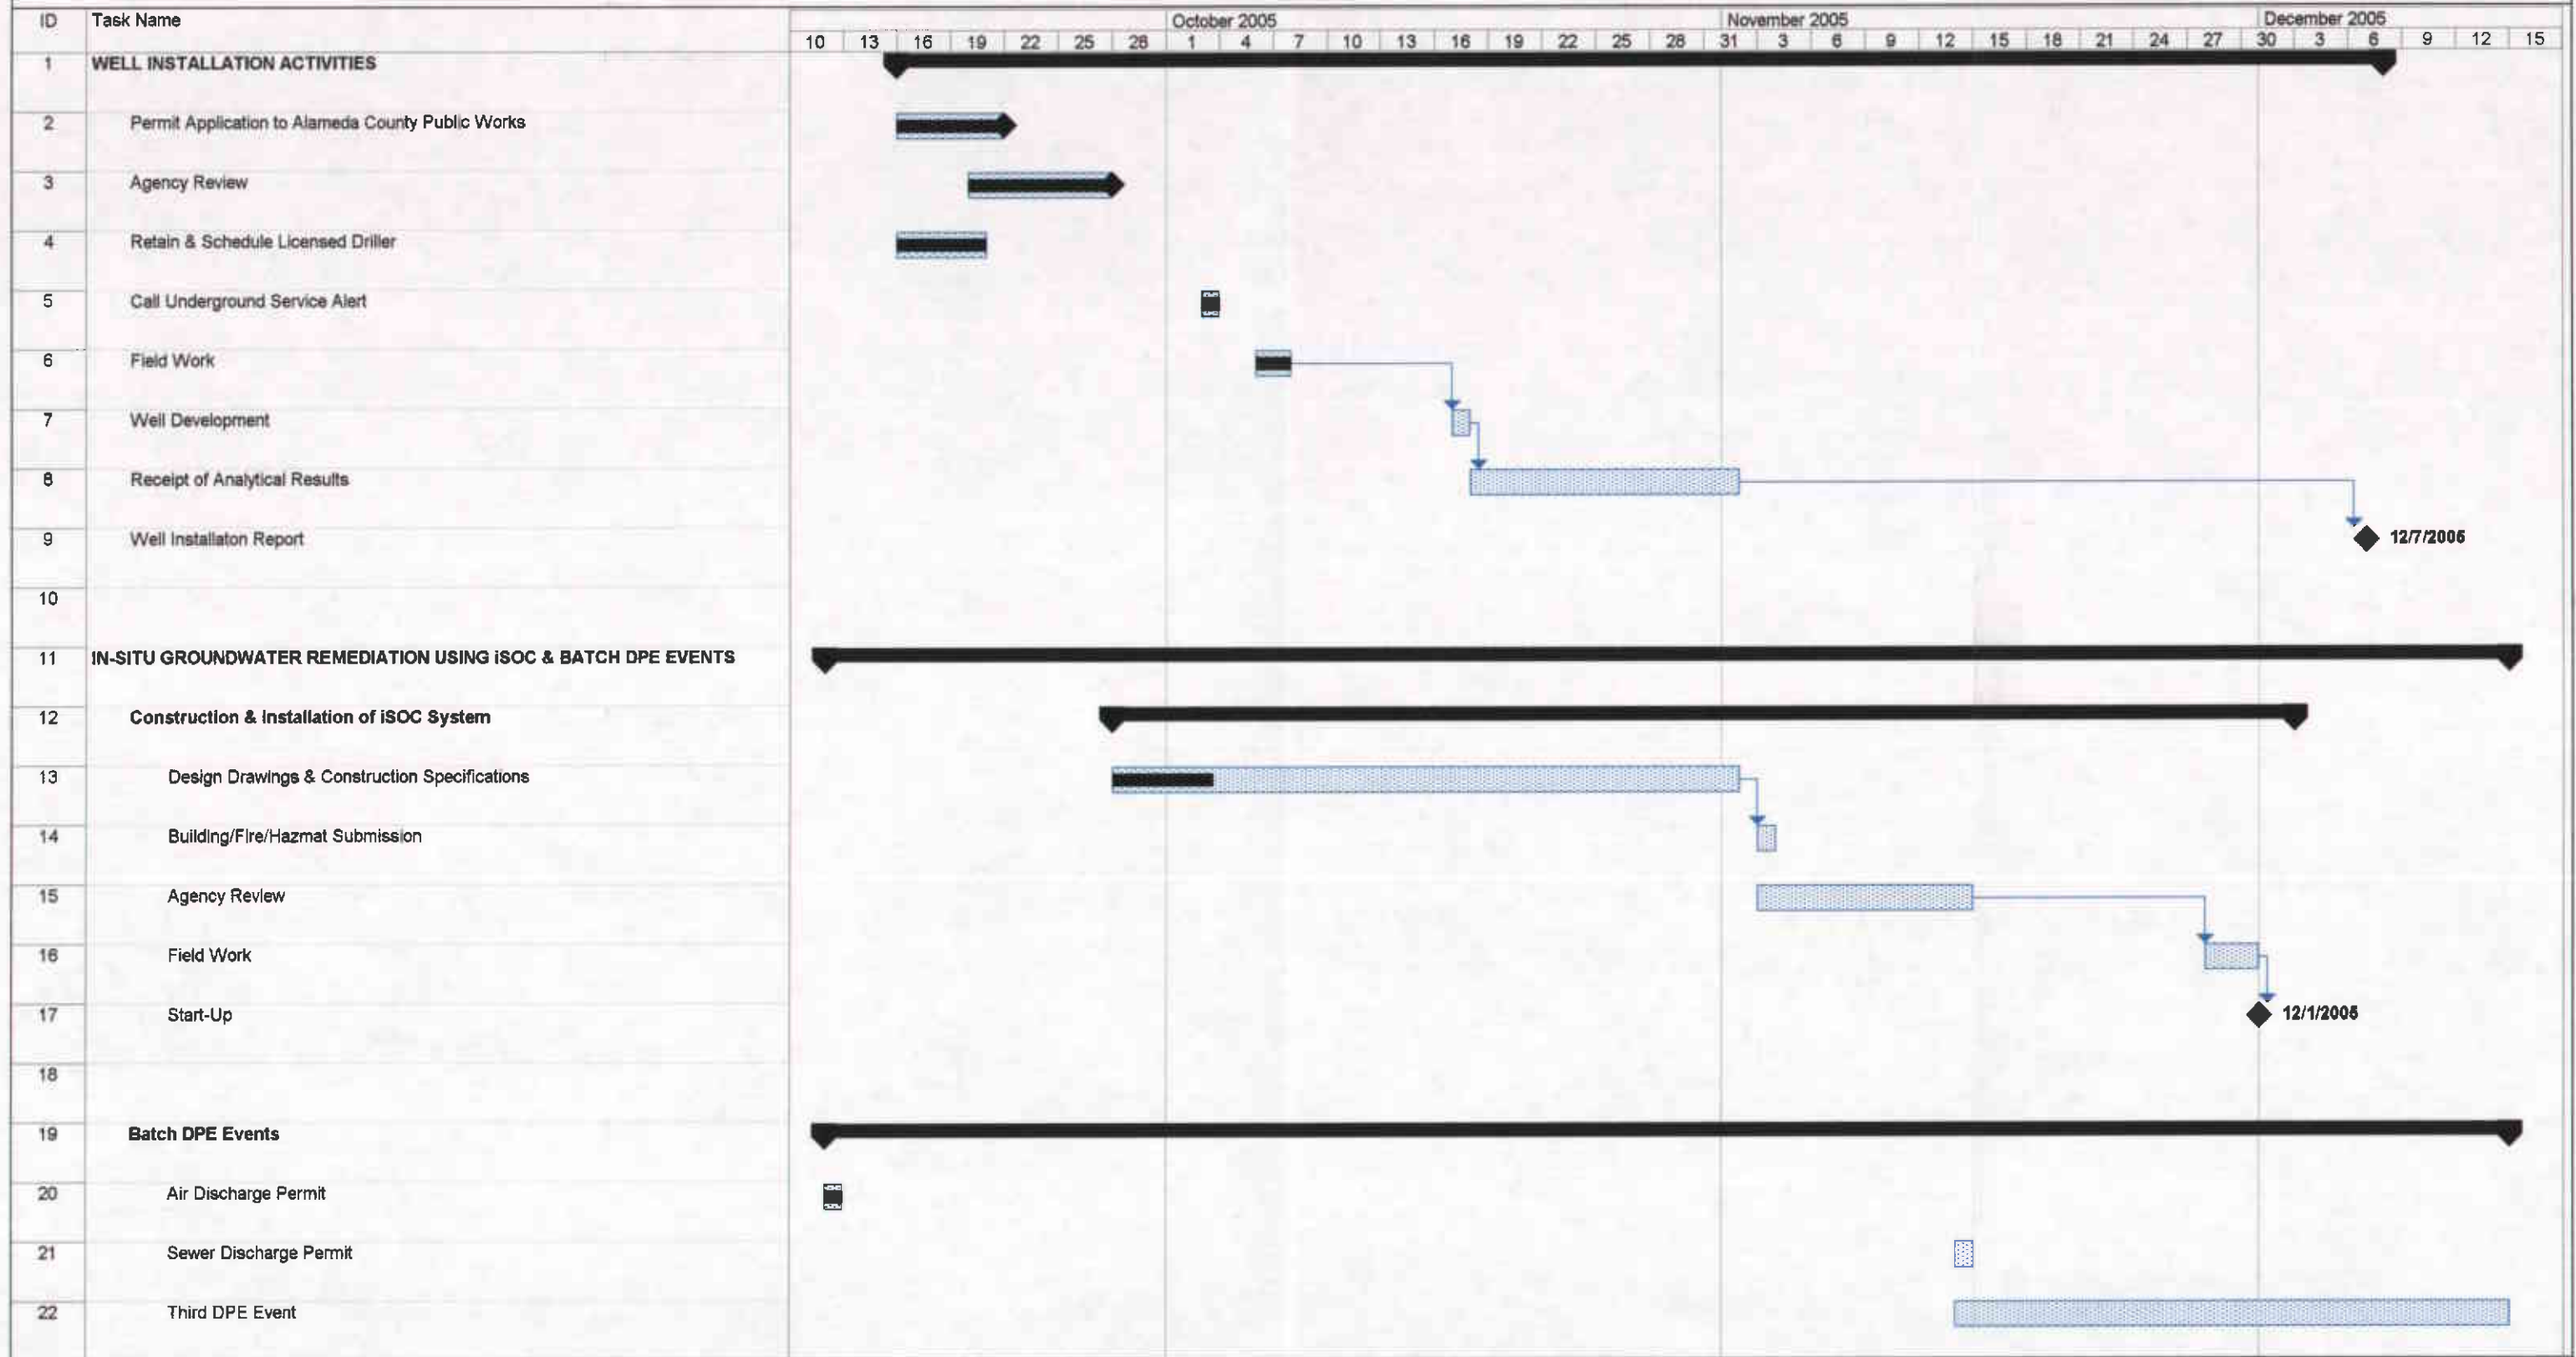 ID Task Name October 2005 November 2005 December 2005
10 13 16 19 22 25 28 1 4 7 10 13 16 19 22 25 28 31 3 6 9 12 15 18 21 24 27 30 3 6 9 12 15
1 WELL INSTALLATION ACTIVITIES
2 Permit Application to Alameda County Public Works
3 Agency Review
4 Retain & Schedule Licensed Driller
5 Call Underground Service Alert
6 Field Work
7 Well Development
8 Receipt of Analytical Results
9 Well Installaton Report 12/7/2005
10
11 IN-SITU GROUNDWATER REMEDIATION USING iSOC & BATCH DPE EVENTS
12 Construction & Installation of iSOC System
13 Design Drawings & Construction Specifications
14 Building/Fire/Hazmat Submission
15 Agency Review
16 Field Work
17 Start-Up 12/1/2005
18
19 Batch DPE Events
20 Air Discharge Permit
21 Sewer Discharge Permit
22 Third DPE Event